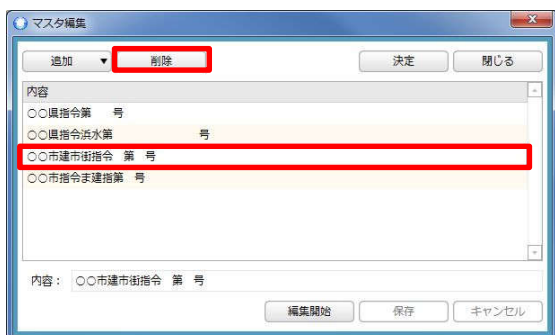 マスタ編集
追加 ▼ 削除 決定 閉じる
内容
○○県指令第　号
○○県指令浜水第　　　　　号
○○市建市街指令　第　号
○○市指令ま建指第　号
内容： ○○市建市街指令　第　号
編集開始 保存 キャンセル